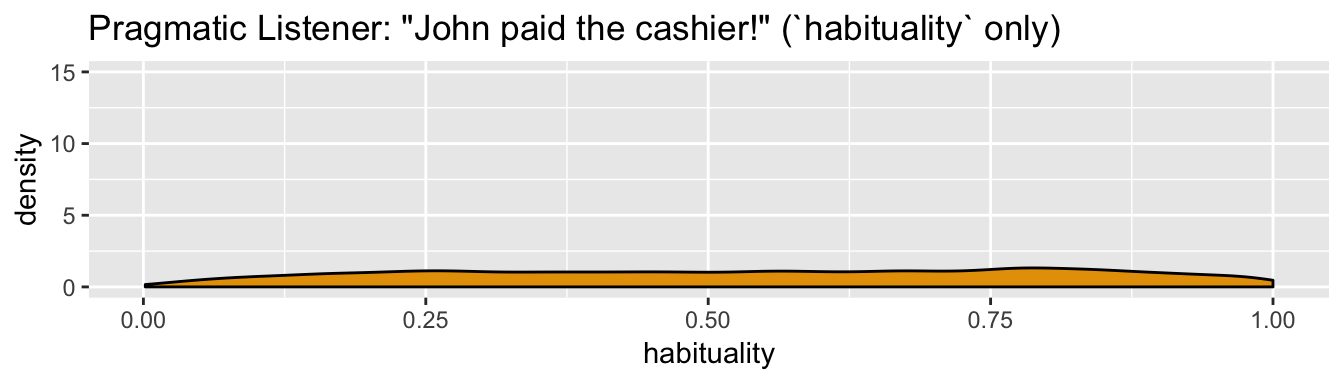 Pragmatic Listener: "John paid the cashier!" (`habituality` only)
15
10
5
0
density
0.00 0.25 0.50 0.75 1.00
habituality